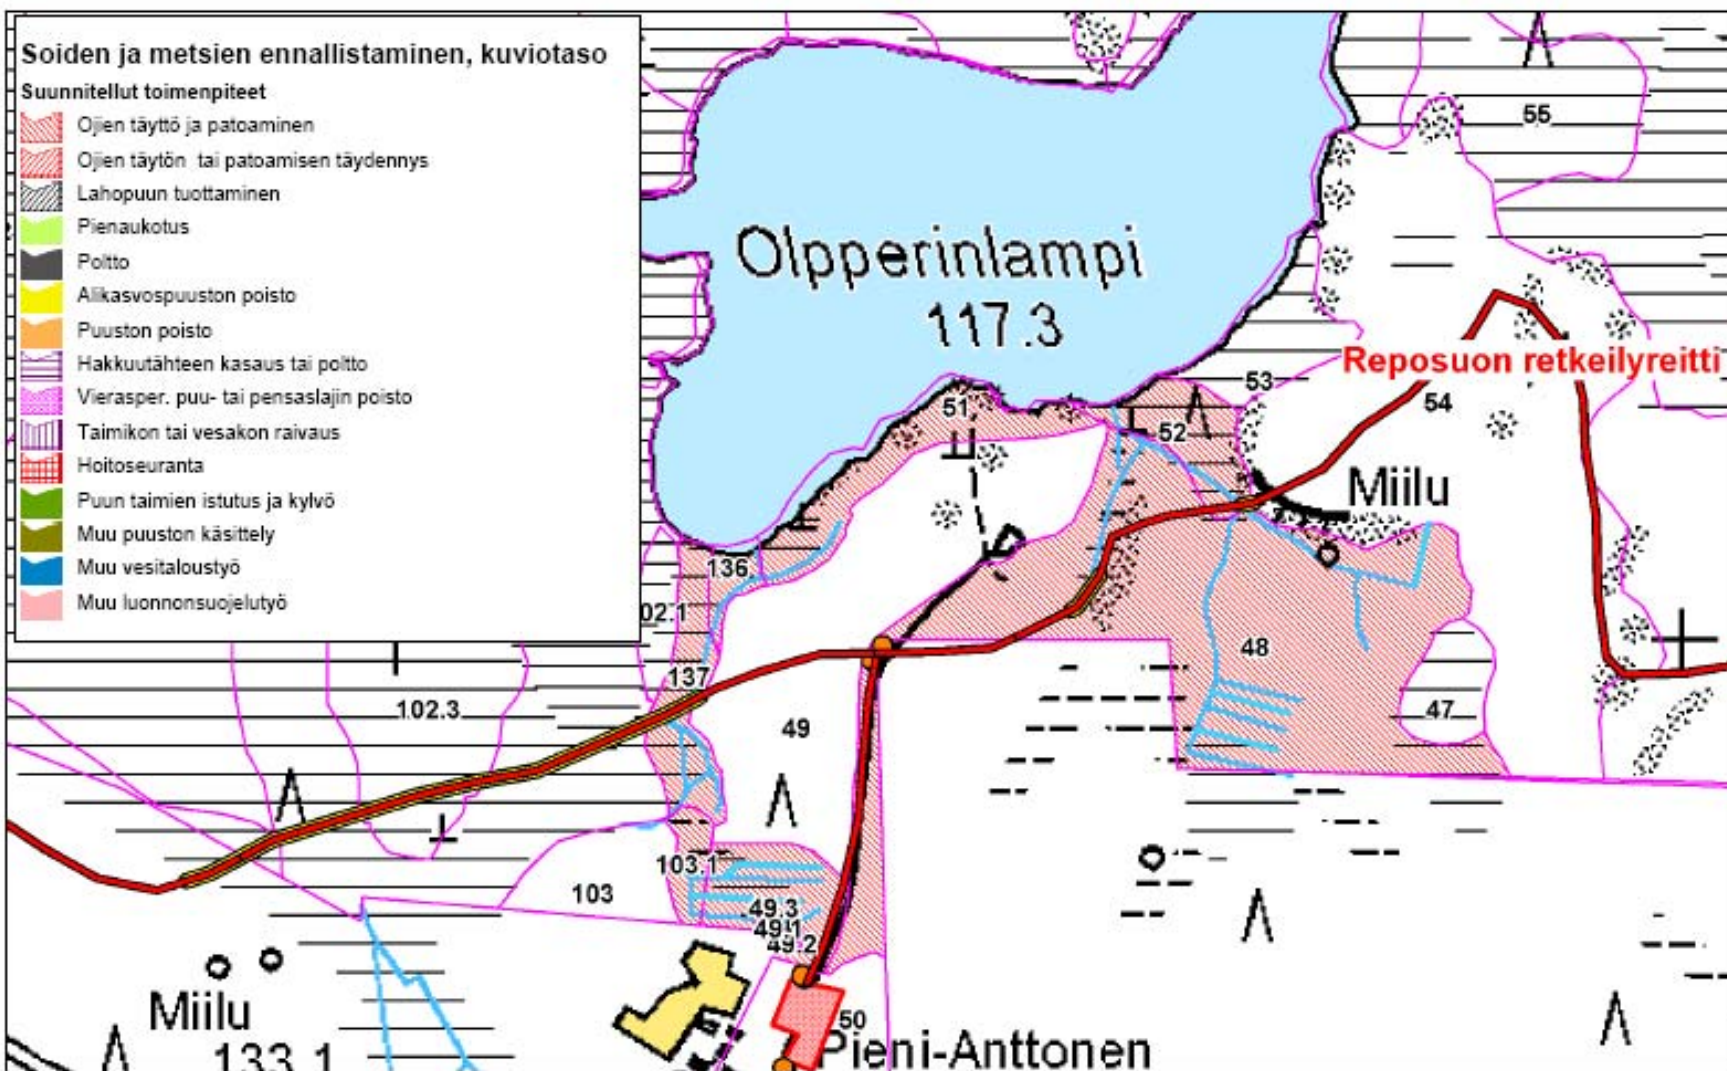 Soiden ja metsien ennallistaminen, kuviotaso
Suunnitellut toimenpiteet
Ojien täyttö ja patoaminen
Ojien täytön tai patoamisen täydennys
Lahopuun tuottaminen
Pienaukotus
Poltto
Alikasvospuuston poisto
Puuston poisto
Hakkuutähteen kasaus tai poltto
Vierasper. puu- tai pensaslajin poisto
Taimikon tai vesakon raivaus
Hoitoseuranta
Puun taimien istutus ja kylvö
Muu puuston käsittely
Muu vesitaloustyö
Muu luonnonsuojelutyö
55
Olpperinlampi
117.3
Reposuon retkeilyreitti
53
54
51
52
Miilu
136
02.1
48
137
47
102.3
49
103.1
103
49.3
49.1
49.2
Miilu
133.1
50
Pieni-Anttonen